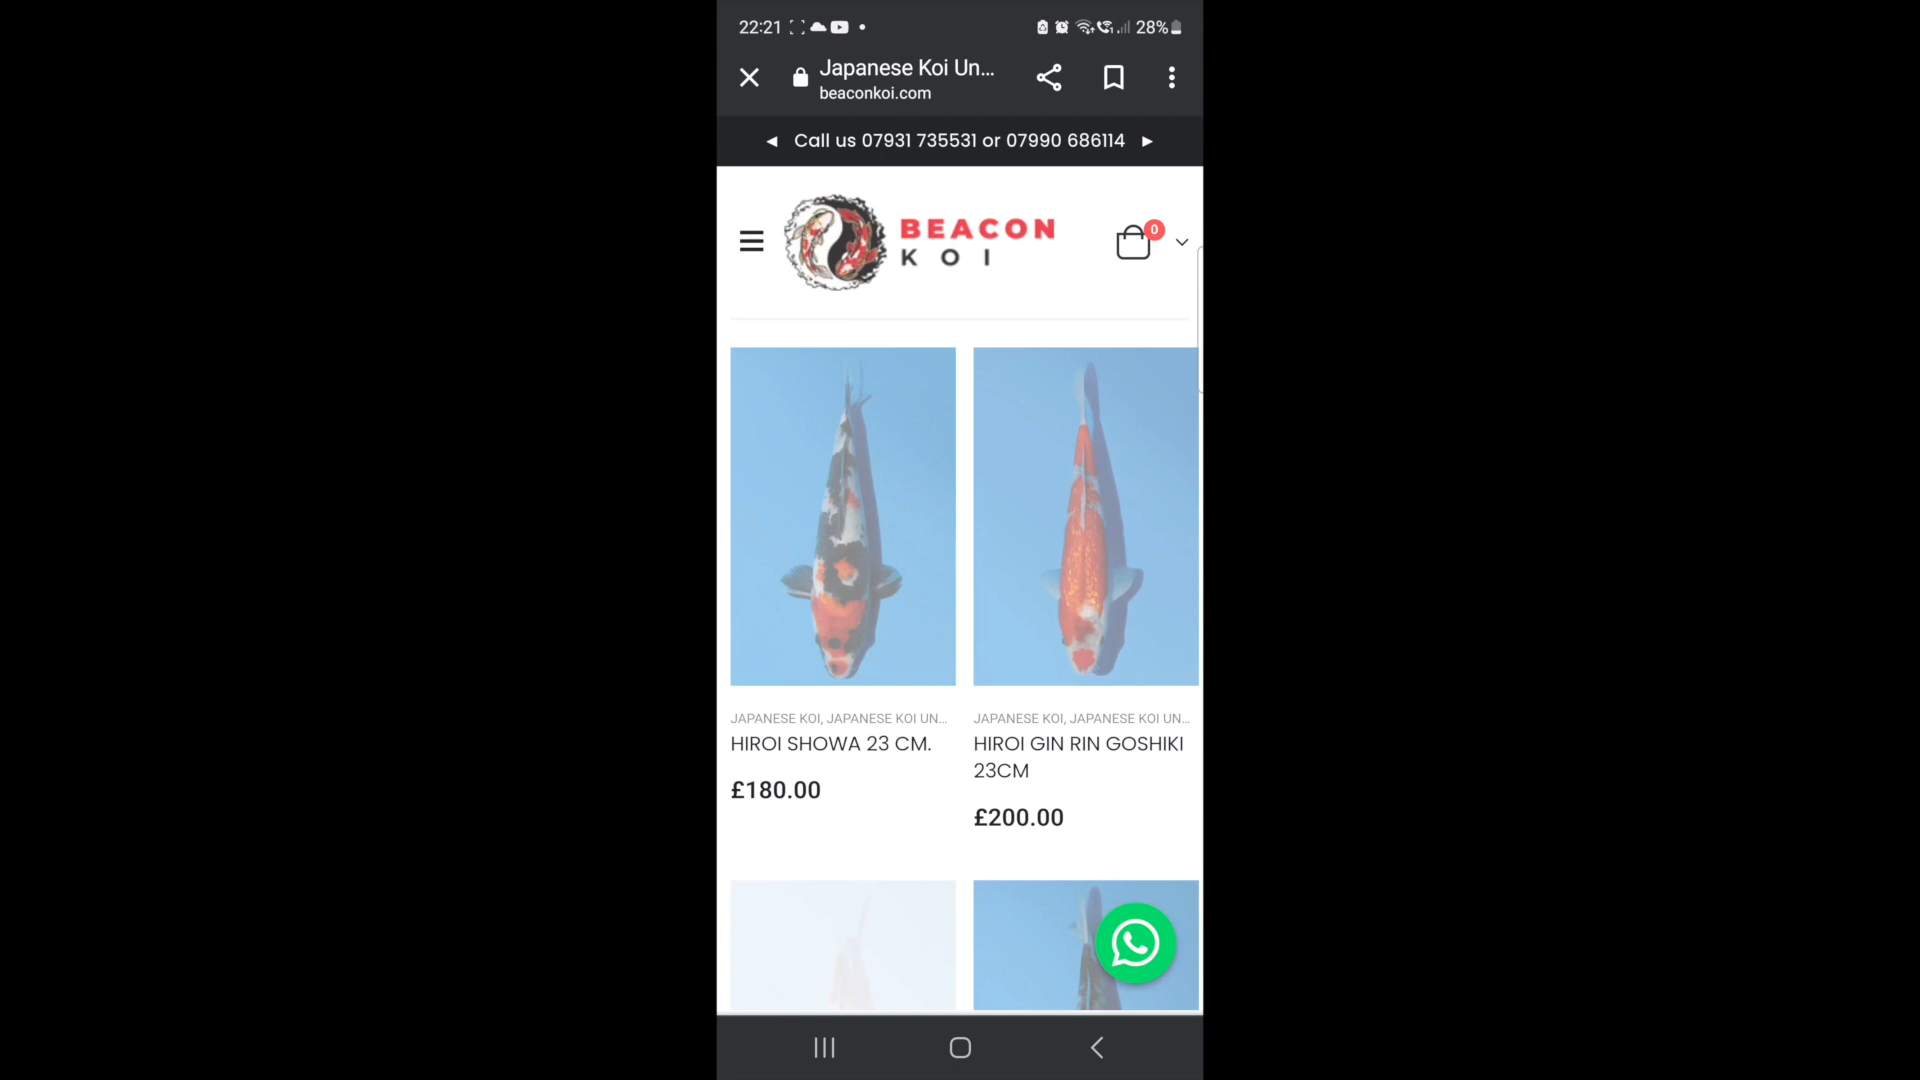 22:21
28%
Japanese Koi Un...
beaconkoi.com
◄ Call us 07931 735531 or 07990 686114 ►
BEACON
KOI
0
JAPANESE KOI, JAPANESE KOI UN...
HIROI SHOWA 23 CM.
£180.00
JAPANESE KOI, JAPANESE KOI UN...
HIROI GIN RIN GOSHIKI
23CM
£200.00